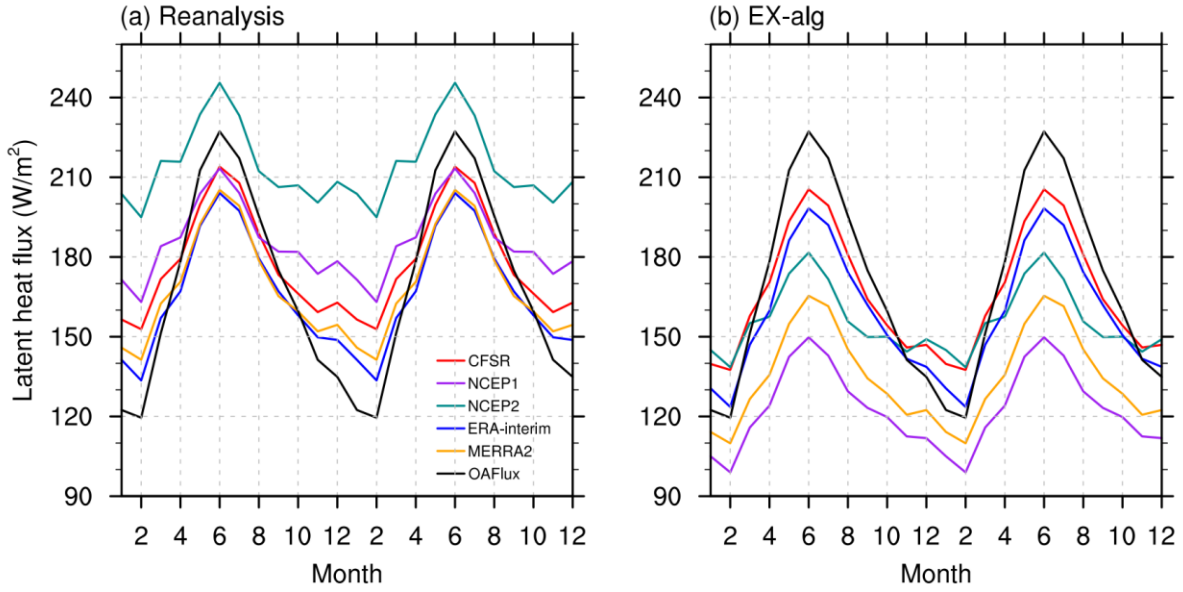 (a) Reanalysis
(b) EX-alg
Latent heat flux (W/m²)
240
210
180
150
120
90
CFSR
NCEP1
NCEP2
ERA-interim
MERRA2
OAFlux
2 4 6 8 10 12 2 4 6 8 10 12
Month
240
210
180
150
120
90
2 4 6 8 10 12 2 4 6 8 10 12
Month